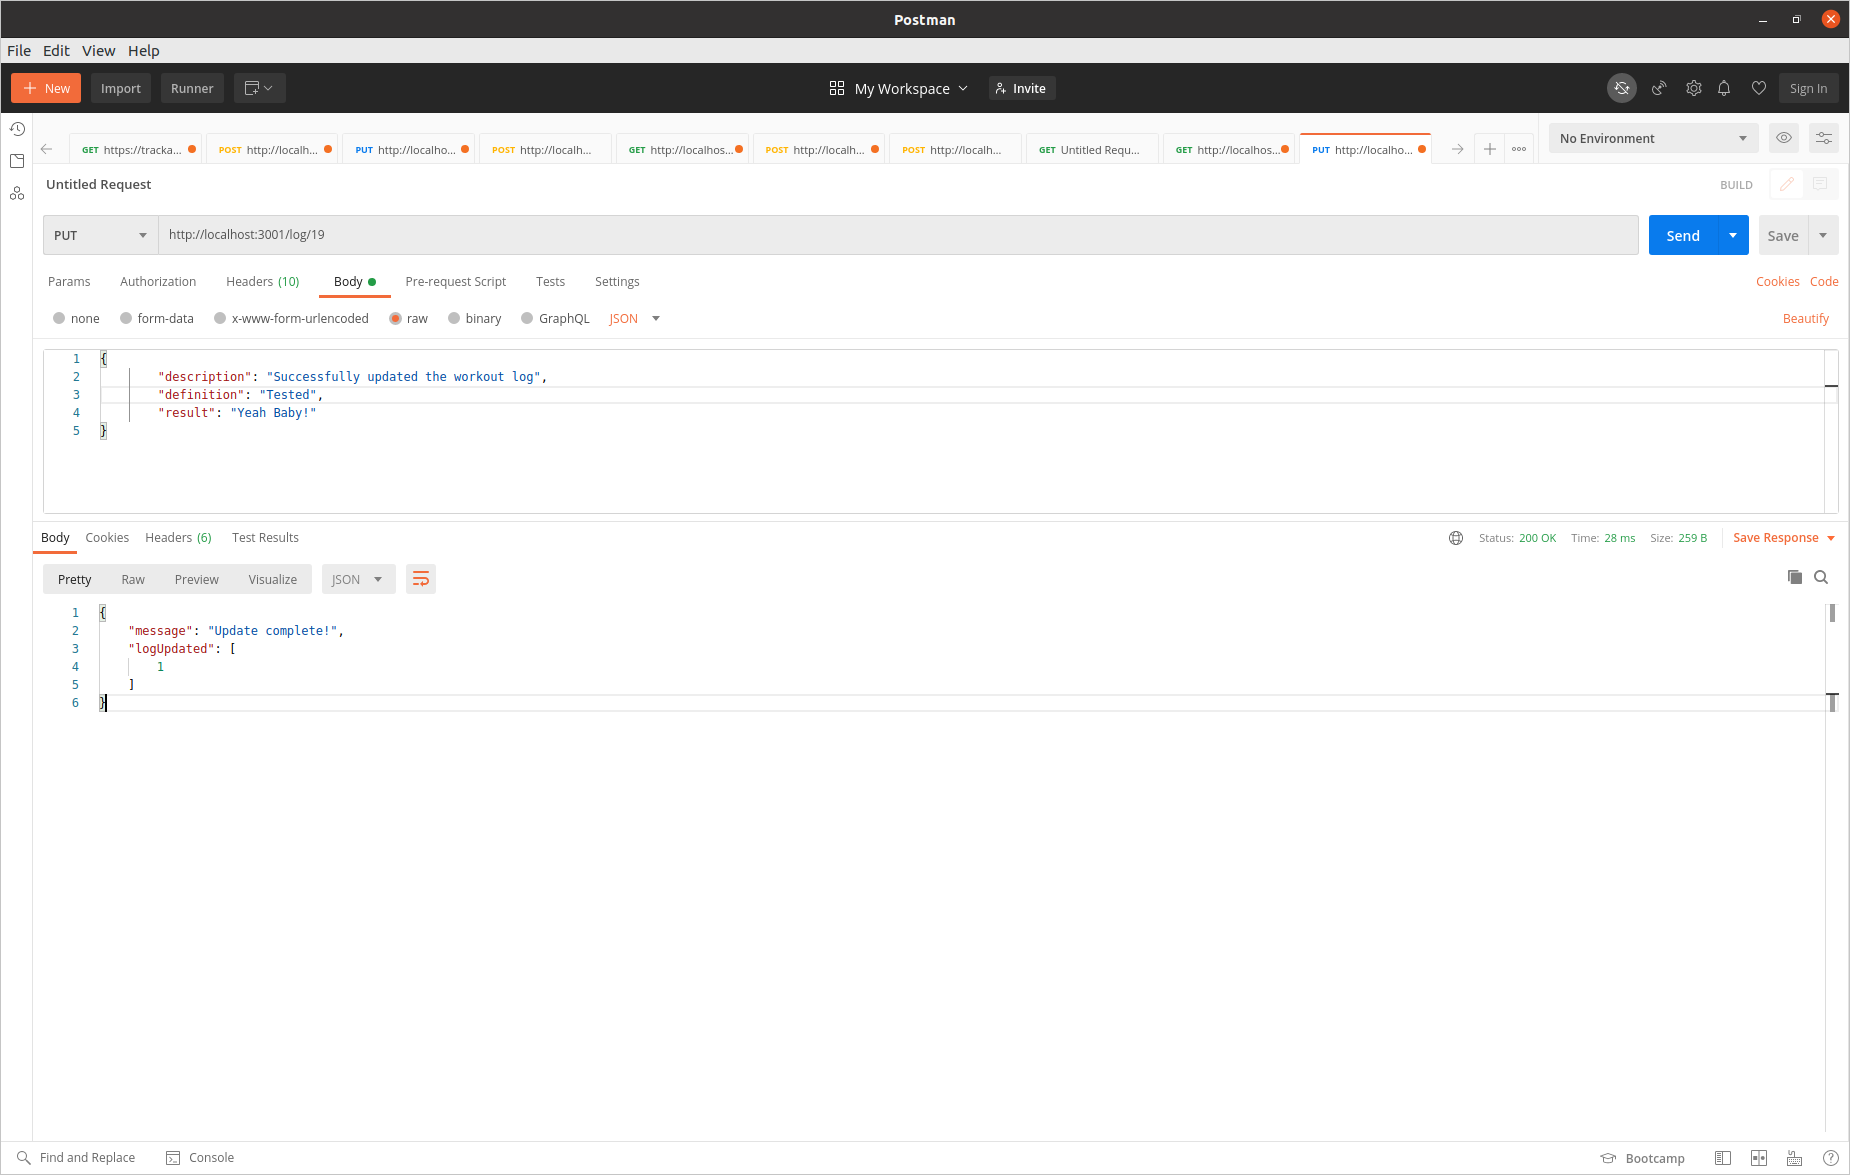 Postman
File Edit View Help
New Import Runner My Workspace Invite Sign In
GET https://tracka... POST http://localh... PUT http://localho... POST http://localh... GET http://localhos... POST http://localh... POST http://localh... GET Untitled Requ... GET http://localhos... PUT http://localho... No Environment
Untitled Request BUILD
PUT http://localhost:3001/log/19 Send Save
Params Authorization Headers (10) Body Pre-request Script Tests Settings Cookies Code
none form-data x-www-form-urlencoded raw binary GraphQL JSON Beautify
1 {
2 "description": "Successfully updated the workout log",
3 "definition": "Tested",
4 "result": "Yeah Baby!"
5 }
Body Cookies Headers (6) Test Results Status: 200 OK Time: 28 ms Size: 259 B Save Response
Pretty Raw Preview Visualize JSON
1 {
2 "message": "Update complete!",
3 "logUpdated": [
4 1
5 ]
6 }
Find and Replace Console Bootcamp